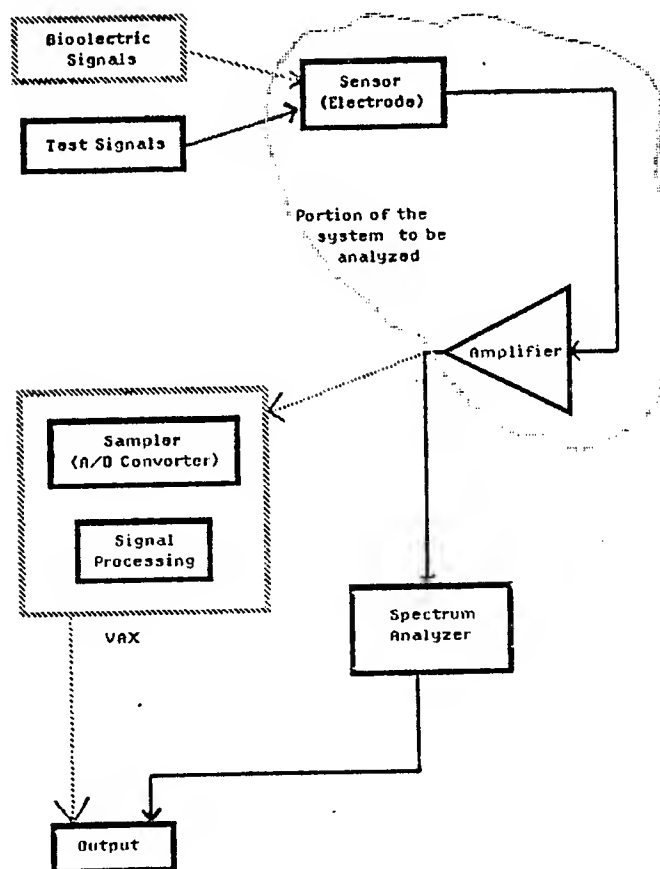 Bioelectric
Signals
Sensor
(Electrode)
Test Signals
Portion of the
system to be
analyzed
Amplifier
Sampler
(A/D Converter)
Signal
Processing
Spectrum
Analyzer
VAX
Output